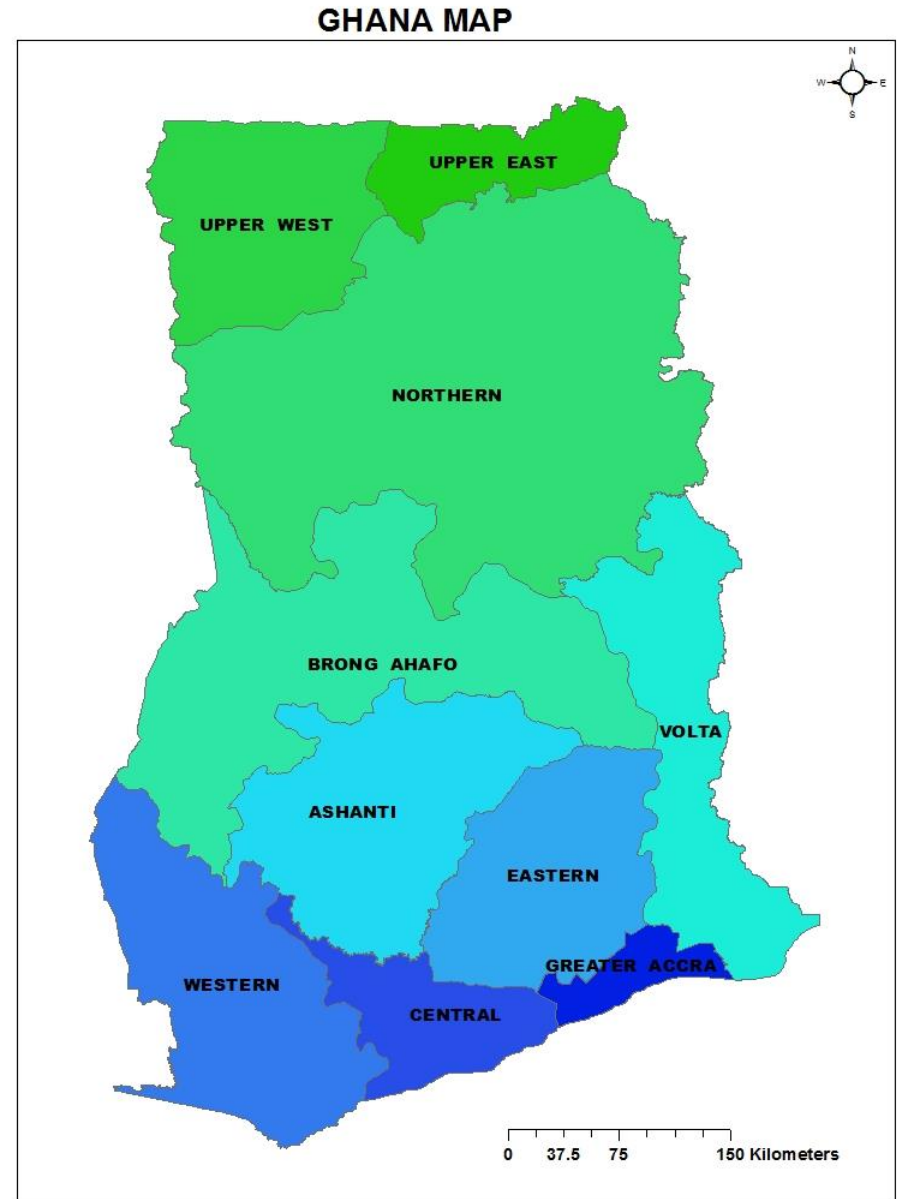 GHANA MAP
N
W E
S
UPPER EAST
UPPER WEST
NORTHERN
BRONG AHAFO
VOLTA
ASHANTI
EASTERN
GREATER ACCRA
WESTERN
CENTRAL
0 37.5 75 150 Kilometers